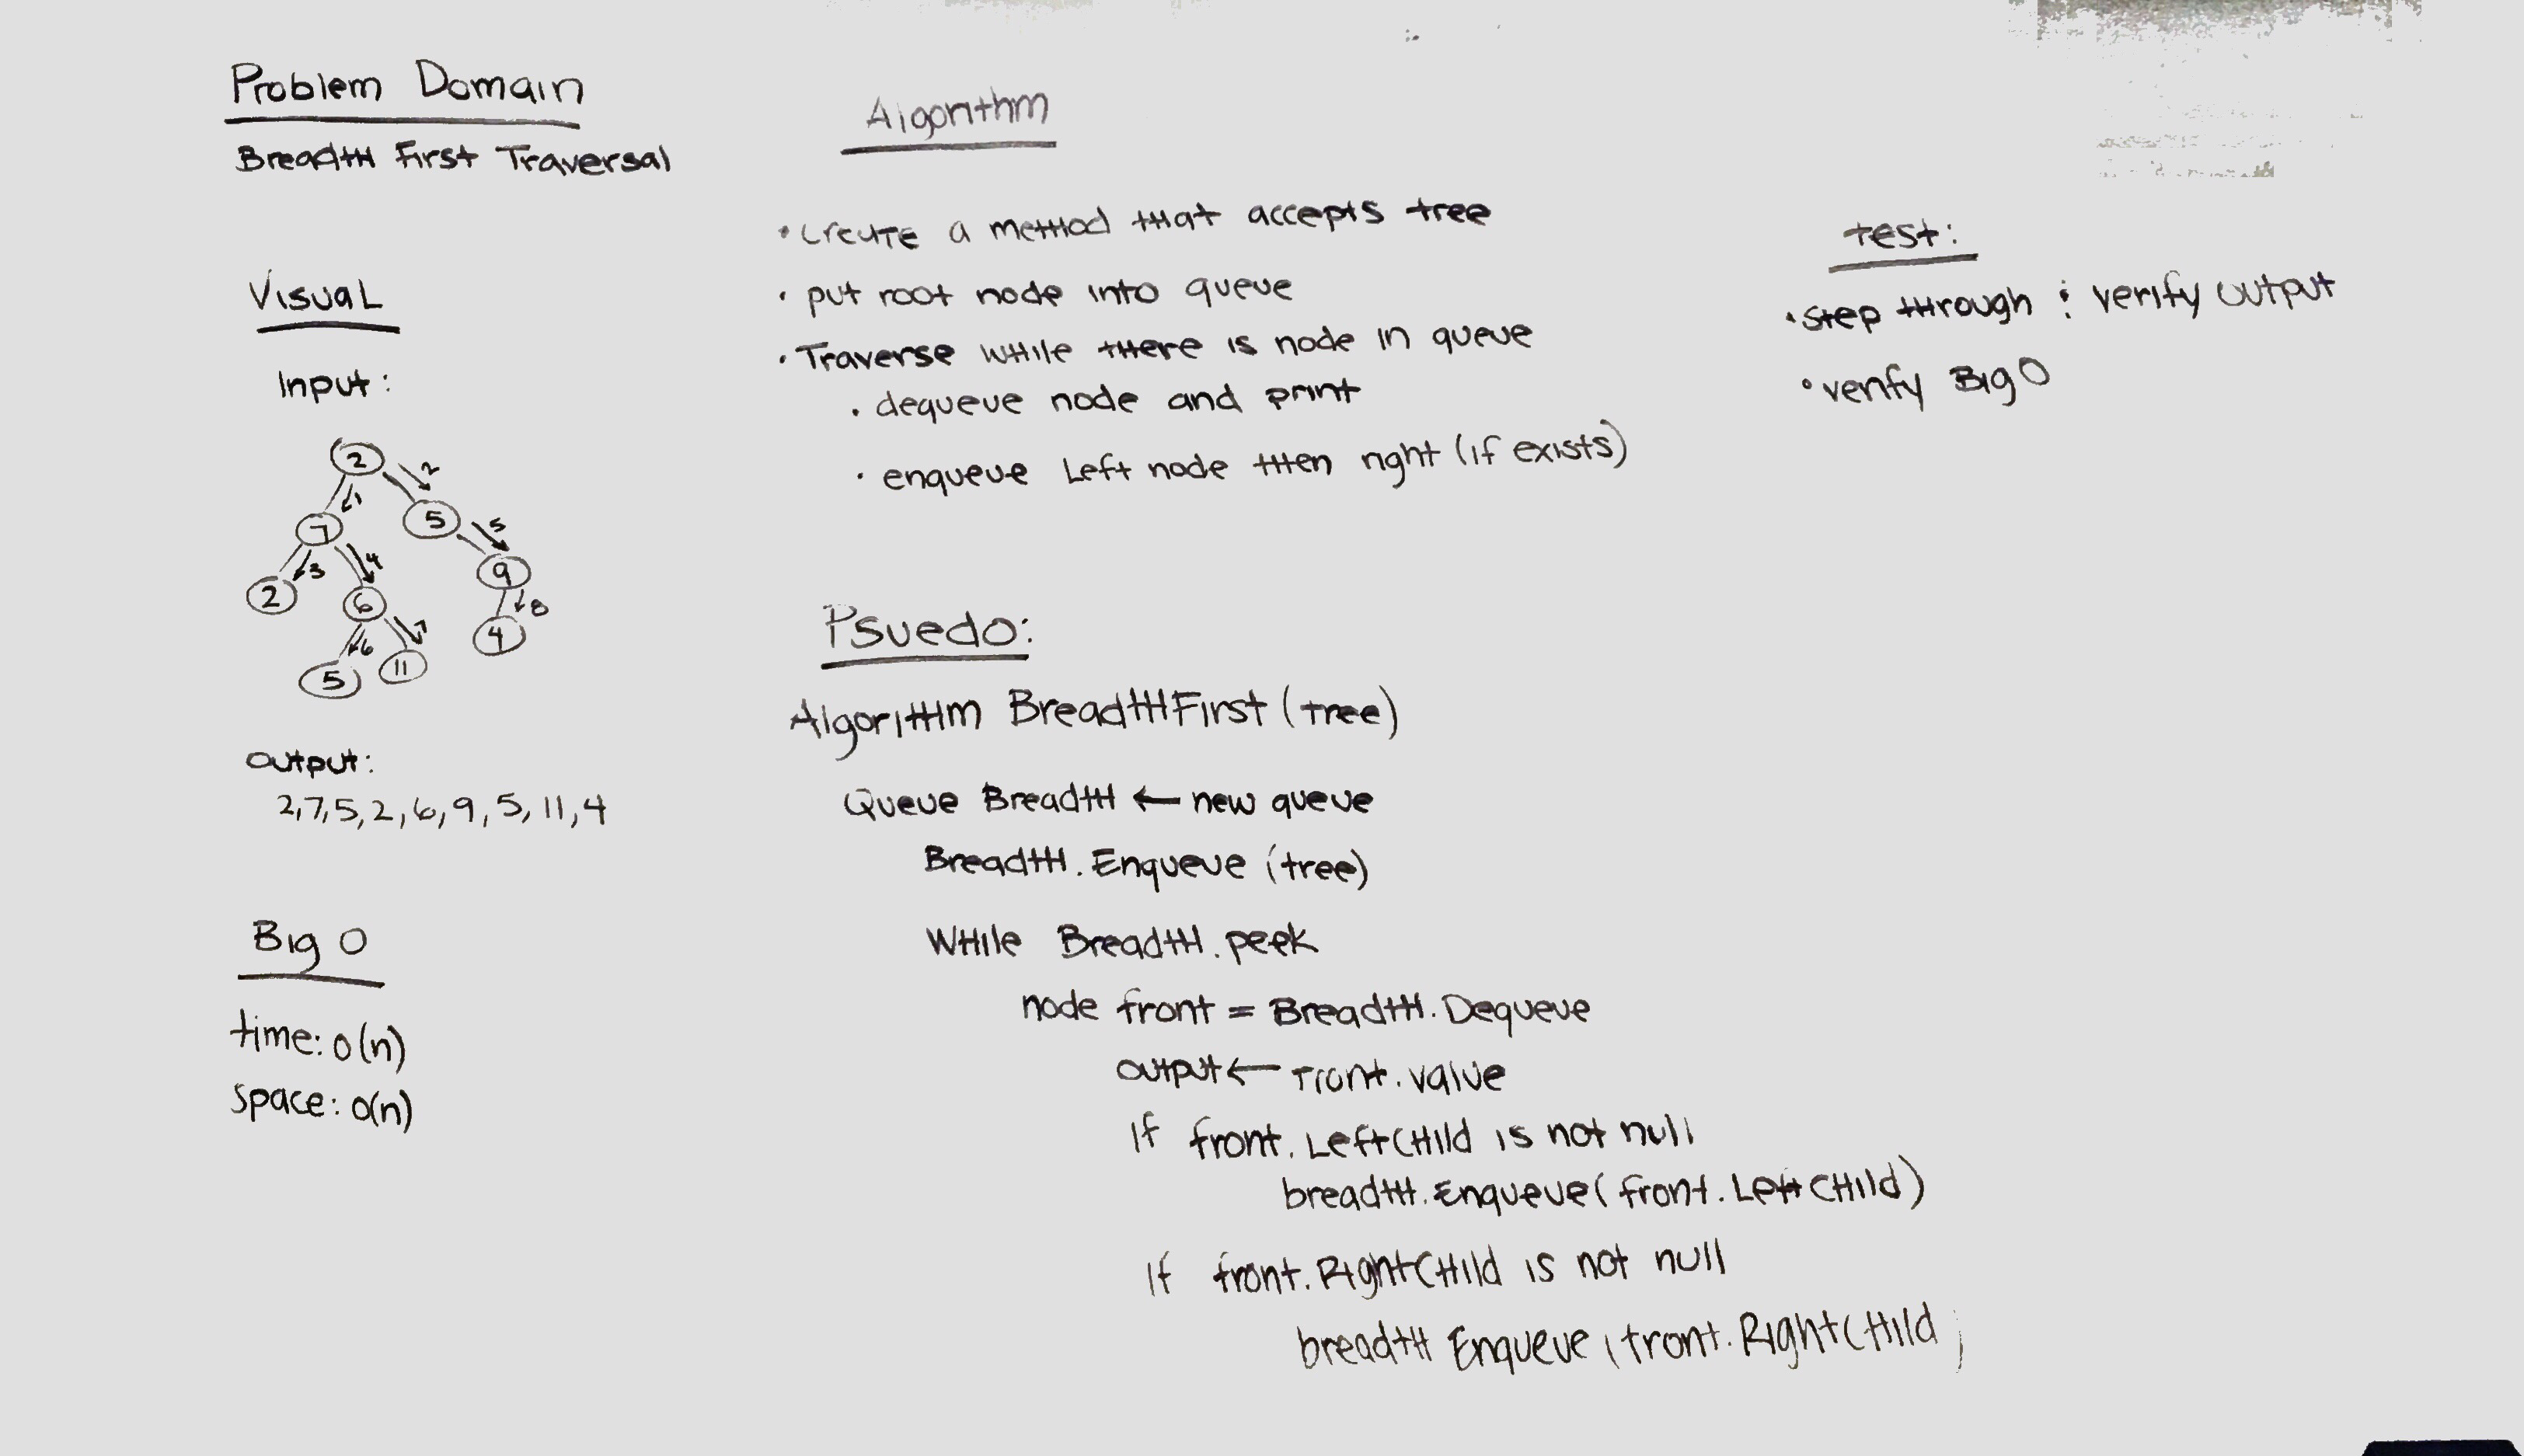 Problem Domain
Breadth First Traversal
Visual
Input:
2
2
1
7
5
5
3
4
9
2
6
8
6
7
4
5
11
Output:
2,7,5,2,6,9,5,11,4
Big O
time: O(n)
space: O(n)
Algorithm
• Create a method that accepts tree
• put root node into queue
• Traverse while there is node in queue
• dequeue node and print
• enqueue Left node then right (if exists)
Psuedo:
Algorithm BreadthFirst (tree)
Queue Breadth ← new queue
Breadth.Enqueue (tree)
While Breadth.peek
node front = Breadth.Dequeue
output ← front.value
If front.LeftChild is not null
breadth.Enqueue(front.LeftChild)
If front.RightChild is not null
breadth Enqueue (front.RightChild)
test:
• step through & verify output
• verify Big O